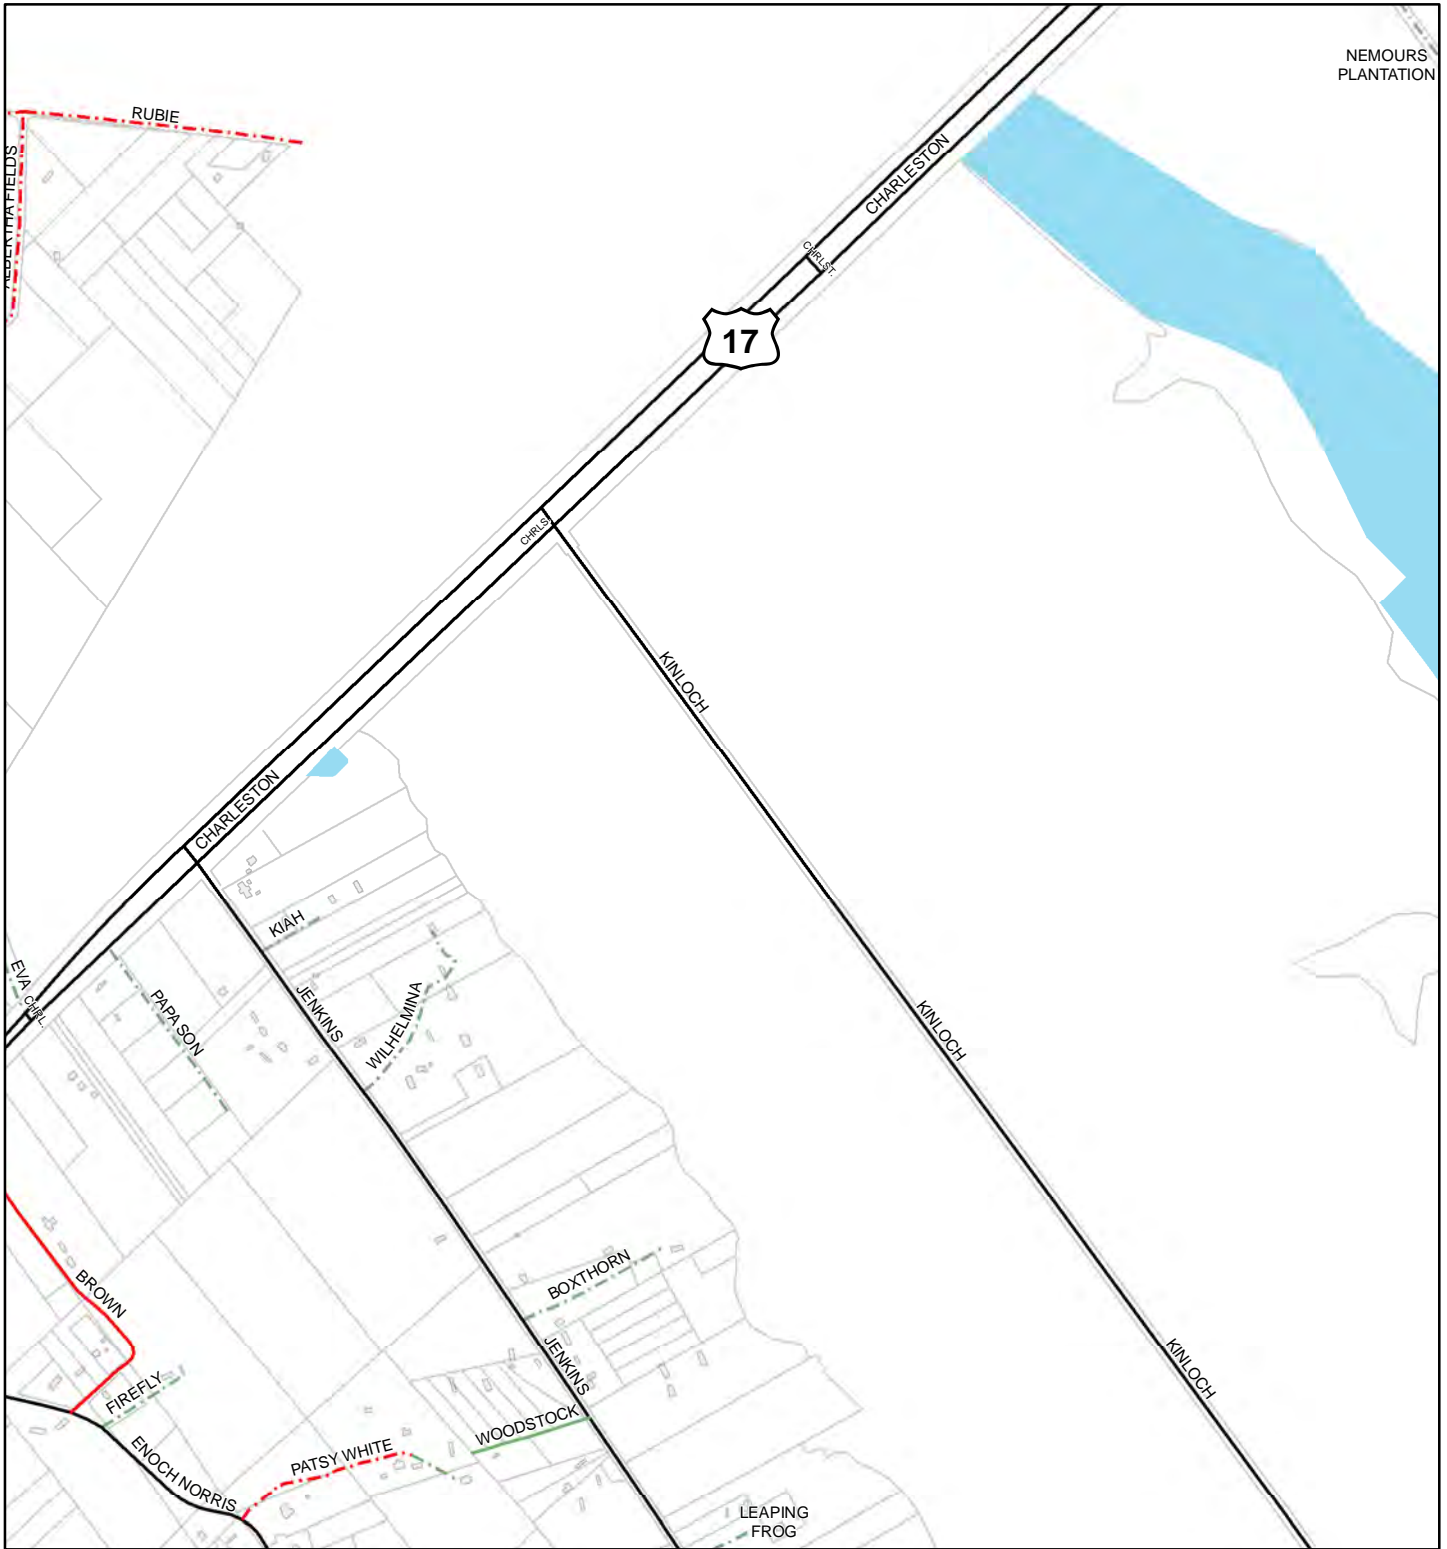 NEMOURS
PLANTATION
RUBIE
ALBERTHA FIELDS
CHARLESTON
CHRLST.
17
CHRLS
KINLOCH
CHARLESTON
KIAH
EVA
CHRL.
PAPA SON
JENKINS
WILHELMINA
KINLOCH
BROWN
BOXTHORN
JENKINS
KINLOCH
FIREFLY
WOODSTOCK
ENOCH NORRIS
PATSY WHITE
LEAPING
FROG